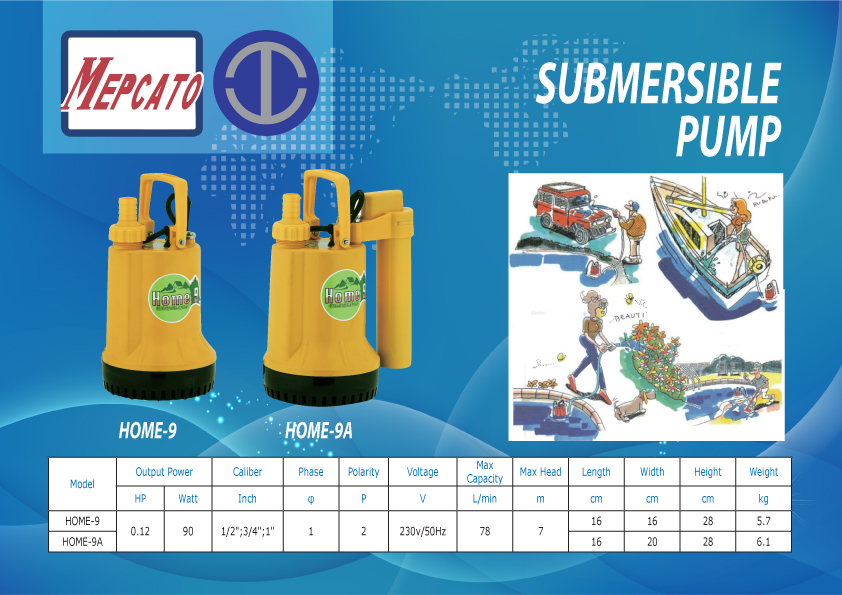 MEPCATO
SUBMERSIBLE
PUMP
Home
Home
BEAUTI
HOME-9
HOME-9A
Model Output Power Caliber Phase Polarity Voltage Max Capacity Max Head Length Width Height Weight
HP Watt Inch φ P V L/min m cm cm cm kg
HOME-9 0.12 90 1/2";3/4";1" 1 2 230v/50Hz 78 7 16 16 28 5.7
HOME-9A 16 20 28 6.1